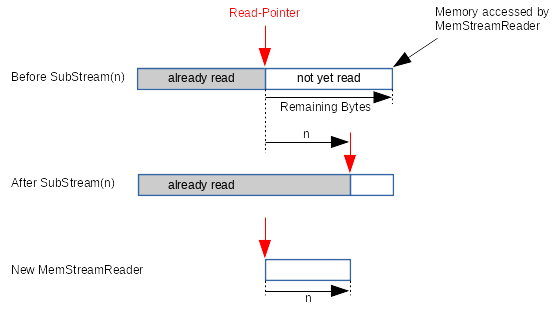 Read-Pointer
Memory accessed by
MemStreamReader
Before SubStream(n)
already read
not yet read
Remaining Bytes
n
After SubStream(n)
already read
New MemStreamReader
n